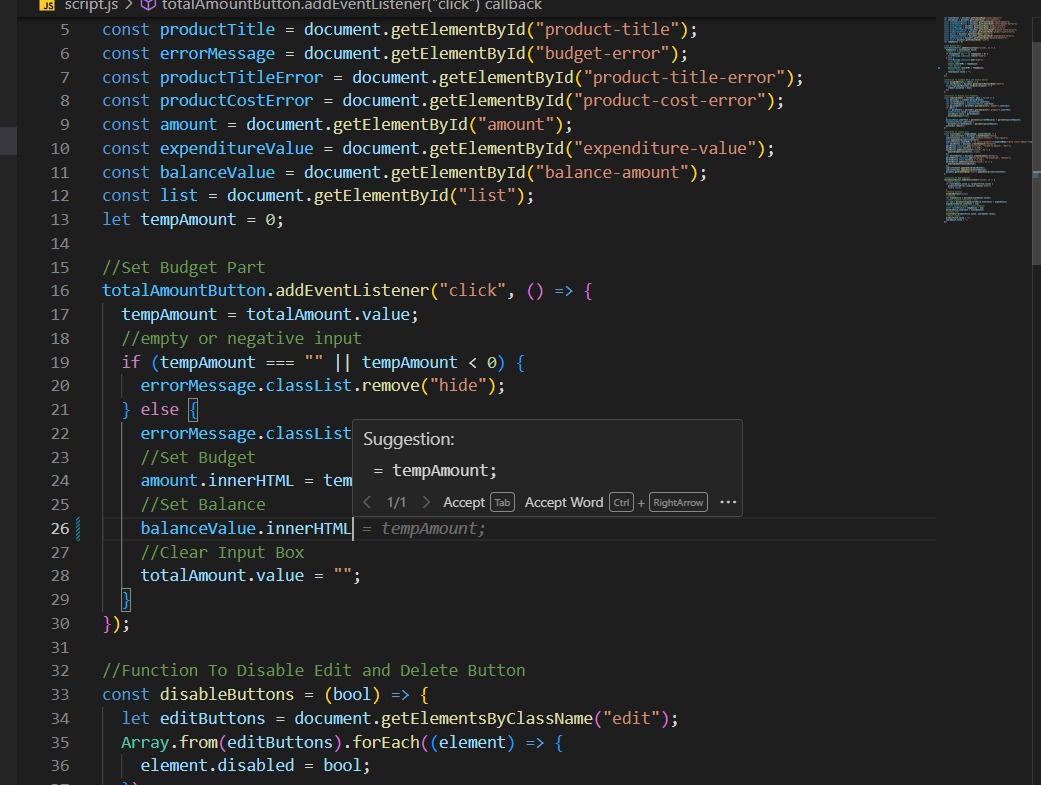 JS script.js > totalAmountButton.addEventListener("click") callback
5 const productTitle = document.getElementById("product-title");
6 const errorMessage = document.getElementById("budget-error");
7 const productTitleError = document.getElementById("product-title-error");
8 const productCostError = document.getElementById("product-cost-error");
9 const amount = document.getElementById("amount");
10 const expenditureValue = document.getElementById("expenditure-value");
11 const balanceValue = document.getElementById("balance-amount");
12 const list = document.getElementById("list");
13 let tempAmount = 0;
14
15 //Set Budget Part
16 totalAmountButton.addEventListener("click", () => {
17 tempAmount = totalAmount.value;
18 //empty or negative input
19 if (tempAmount === "" || tempAmount < 0) {
20 errorMessage.classList.remove("hide");
21 } else {
22 errorMessage.classList
Suggestion:
23 //Set Budget
= tempAmount;
24 amount.innerHTML = tem
25 //Set Balance
< 1/1 > Accept Tab Accept Word Ctrl + RightArrow ...
26 balanceValue.innerHTML = tempAmount;
27 //Clear Input Box
28 totalAmount.value = "";
29 }
30 });
31
32 //Function To Disable Edit and Delete Button
33 const disableButtons = (bool) => {
34 let editButtons = document.getElementsByClassName("edit");
35 Array.from(editButtons).forEach((element) => {
36 element.disabled = bool;